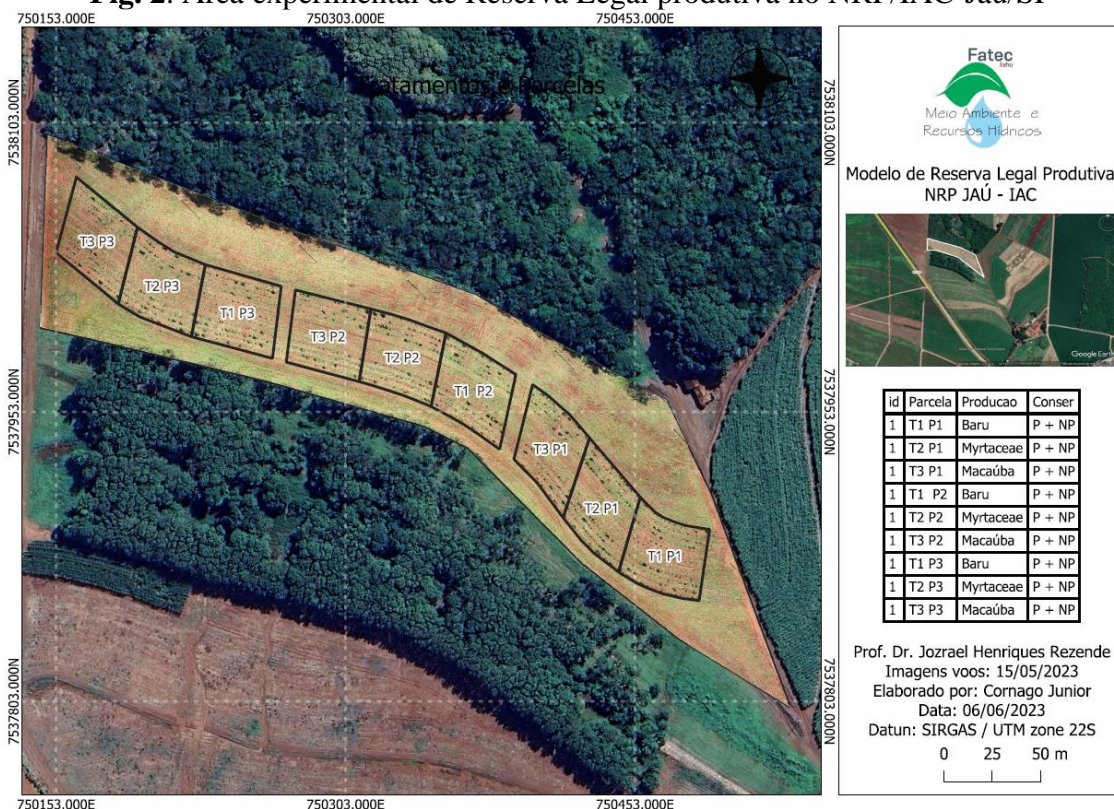 Fig. 2. Área experimental de Reserva Legal produtiva no NRP/IAC-Jaú/SP
750153.000E 750303.000E 750453.000E
Tratamentos e Parcelas
7538103.000N
7538103.000N
7537953.000N
7537953.000N
7537803.000N
7537803.000N
T3 P3
T2 P3
T1 P3
T3 P2
T2 P2
T1 P2
T3 P1
T2 P1
T1 P1
750153.000E 750303.000E 750453.000E
Fatec
Jahu
Meio Ambiente e
Recursos Hídricos
Modelo de Reserva Legal Produtiva
NRP JAÚ - IAC
Google Earth
id Parcela Producao Conser
1 T1 P1 Baru P + NP
1 T2 P1 Myrtaceae P + NP
1 T3 P1 Macaúba P + NP
1 T1 P2 Baru P + NP
1 T2 P2 Myrtaceae P + NP
1 T3 P2 Macaúba P + NP
1 T1 P3 Baru P + NP
1 T2 P3 Myrtaceae P + NP
1 T3 P3 Macaúba P + NP
Prof. Dr. Jozrael Henriques Rezende
Imagens voos: 15/05/2023
Elaborado por: Cornago Junior
Data: 06/06/2023
Datun: SIRGAS / UTM zone 22S
0 25 50 m